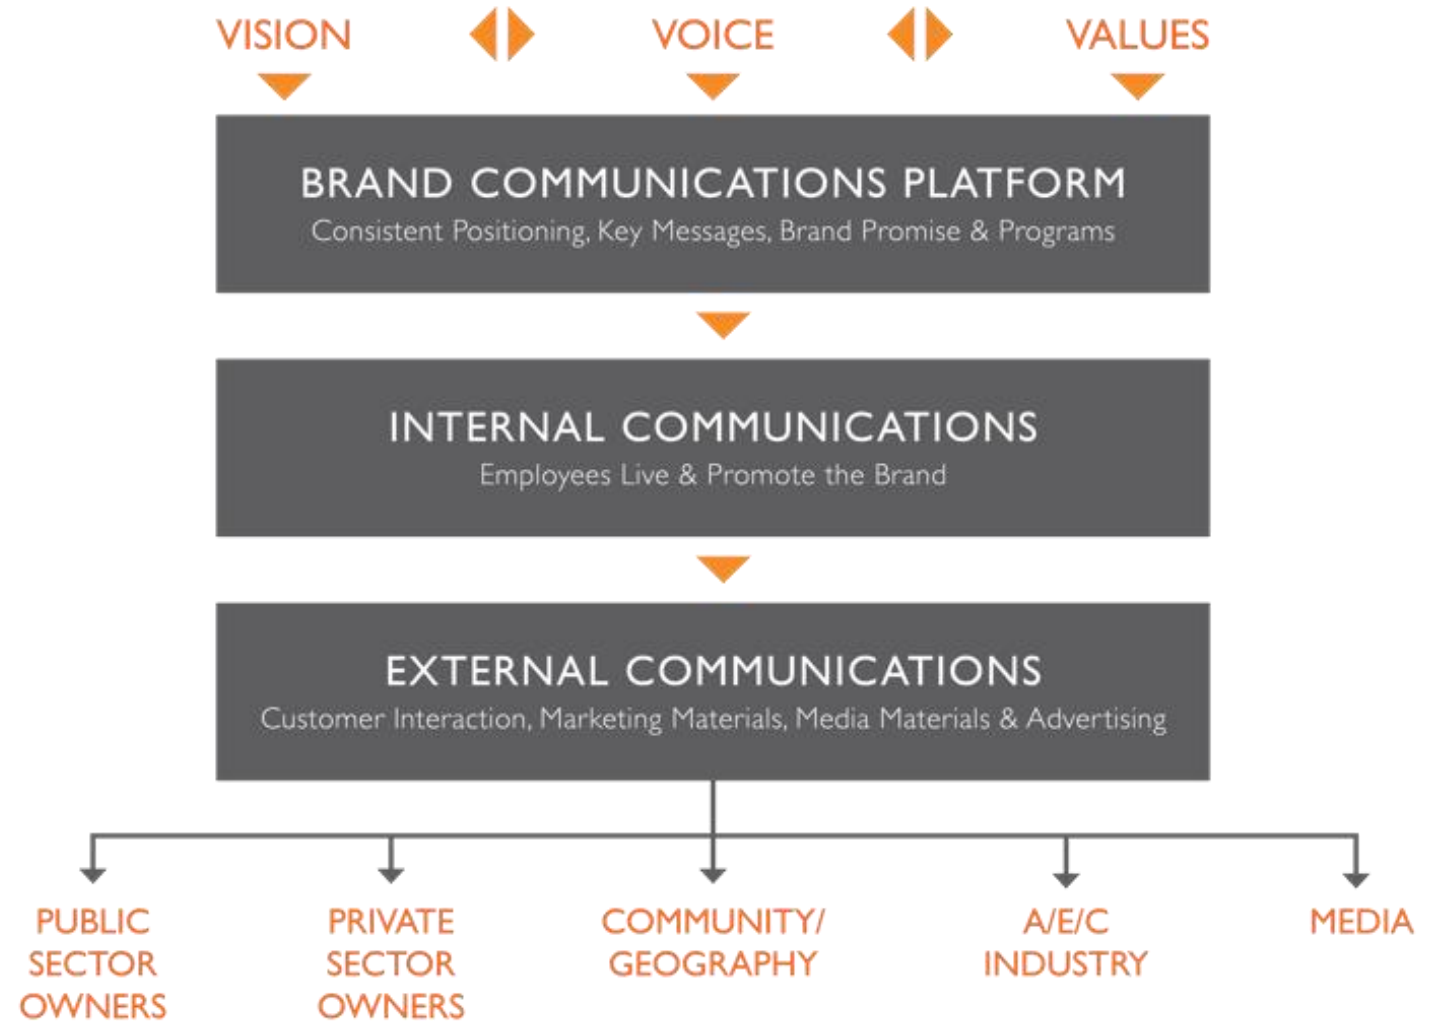 VISION VOICE VALUES
BRAND COMMUNICATIONS PLATFORM
Consistent Positioning, Key Messages, Brand Promise & Programs
INTERNAL COMMUNICATIONS
Employees Live & Promote the Brand
EXTERNAL COMMUNICATIONS
Customer Interaction, Marketing Materials, Media Materials & Advertising
PUBLIC
SECTOR
OWNERS
PRIVATE
SECTOR
OWNERS
COMMUNITY/
GEOGRAPHY
A/E/C
INDUSTRY
MEDIA